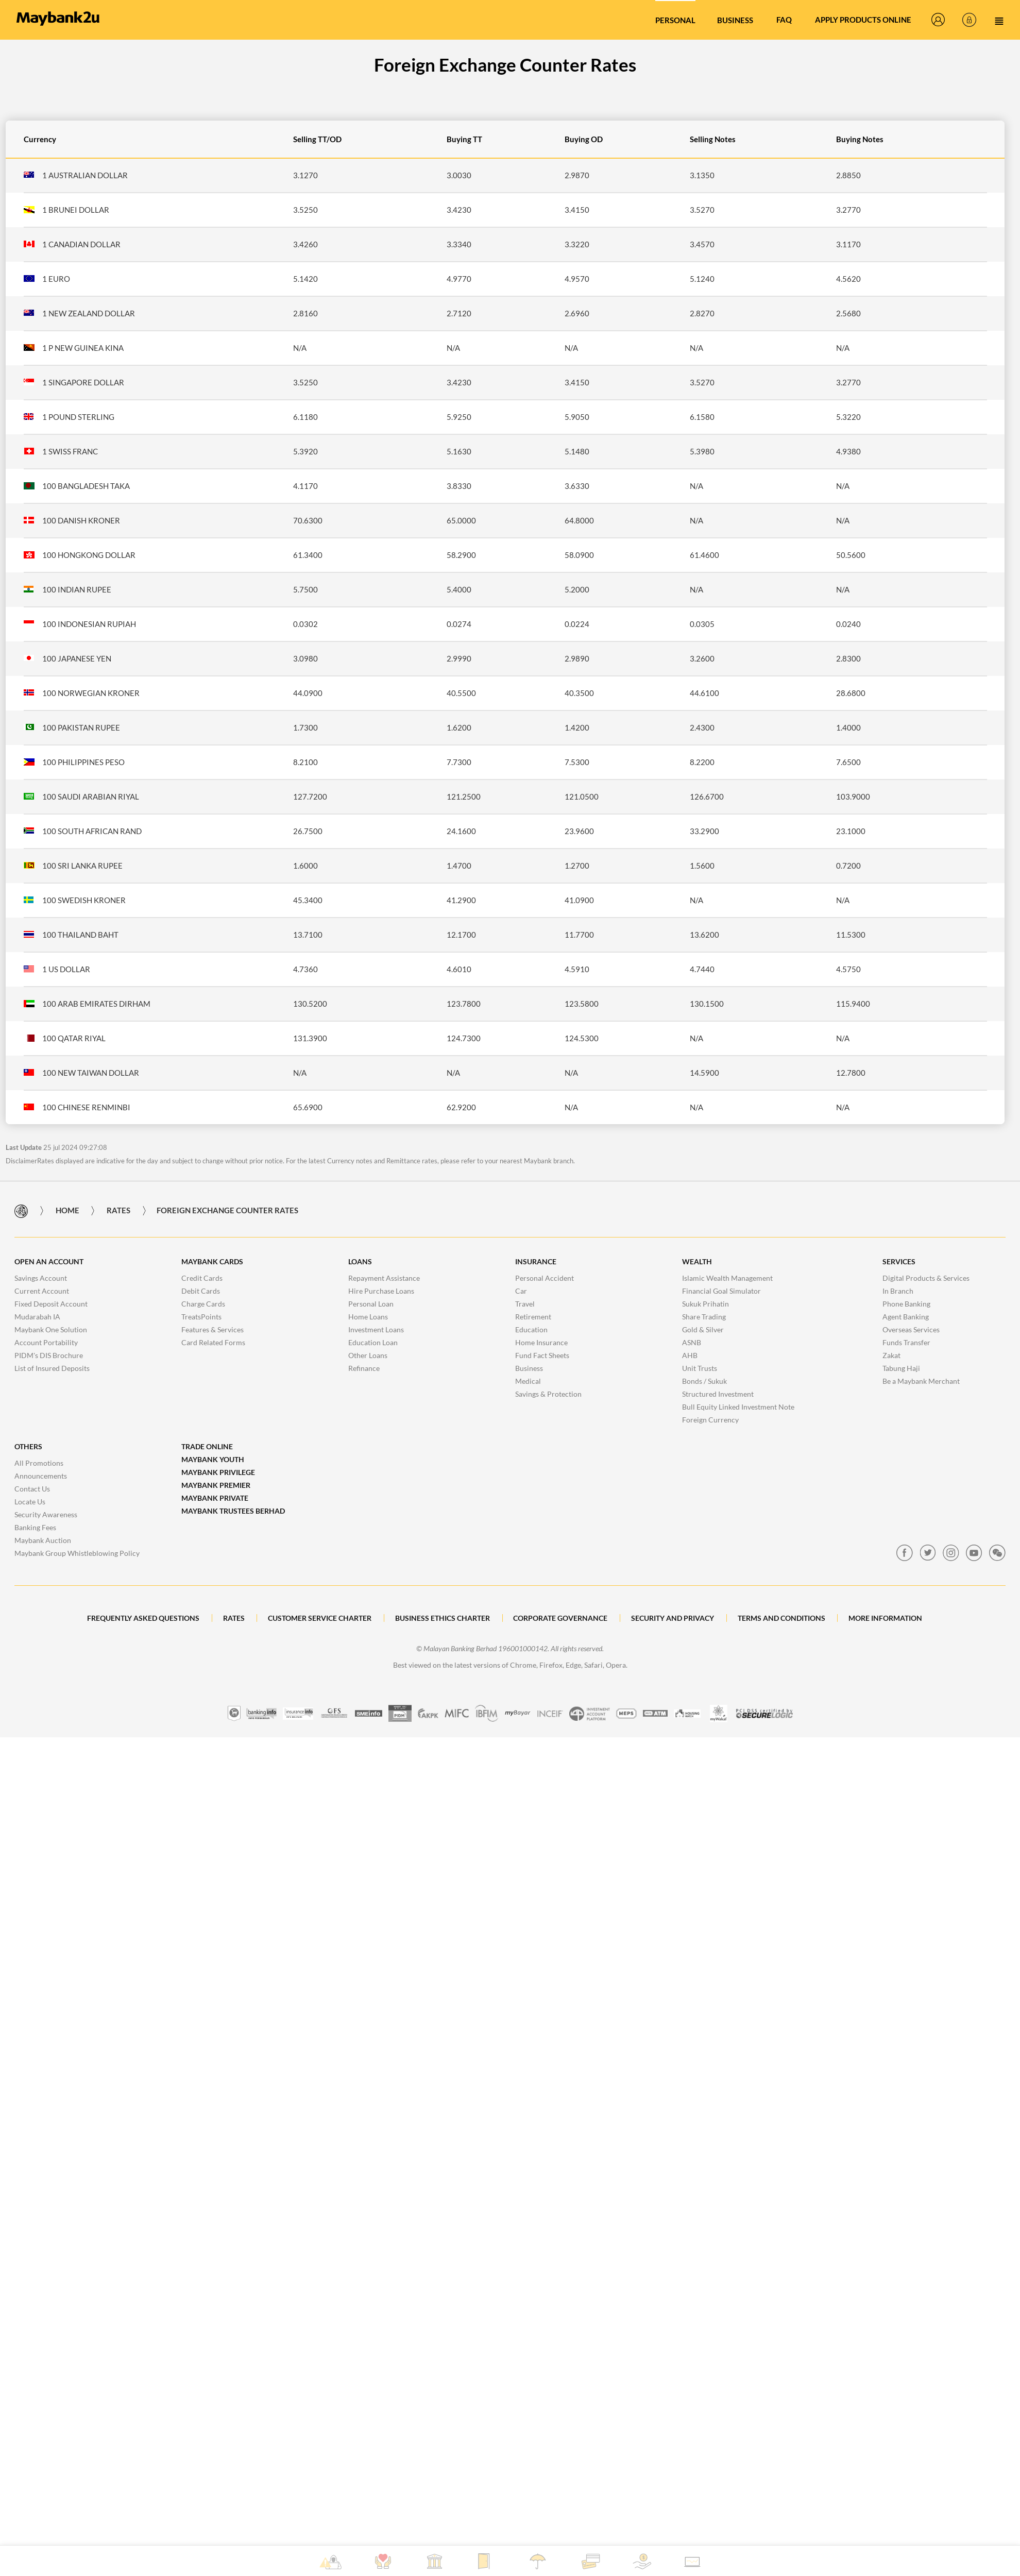 Maybank2u PERSONAL BUSINESS FAQ APPLY PRODUCTS ONLINE
Foreign Exchange Counter Rates
Currency Selling TT/OD Buying TT Buying OD Selling Notes Buying Notes
1 AUSTRALIAN DOLLAR 3.1270 3.0030 2.9870 3.1350 2.8850
1 BRUNEI DOLLAR 3.5250 3.4230 3.4150 3.5270 3.2770
1 CANADIAN DOLLAR 3.4260 3.3340 3.3220 3.4570 3.1170
1 EURO 5.1420 4.9770 4.9570 5.1240 4.5620
1 NEW ZEALAND DOLLAR 2.8160 2.7120 2.6960 2.8270 2.5680
1 P NEW GUINEA KINA N/A N/A N/A N/A N/A
1 SINGAPORE DOLLAR 3.5250 3.4230 3.4150 3.5270 3.2770
1 POUND STERLING 6.1180 5.9250 5.9050 6.1580 5.3220
1 SWISS FRANC 5.3920 5.1630 5.1480 5.3980 4.9380
100 BANGLADESH TAKA 4.1170 3.8330 3.6330 N/A N/A
100 DANISH KRONER 70.6300 65.0000 64.8000 N/A N/A
100 HONGKONG DOLLAR 61.3400 58.2900 58.0900 61.4600 50.5600
100 INDIAN RUPEE 5.7500 5.4000 5.2000 N/A N/A
100 INDONESIAN RUPIAH 0.0302 0.0274 0.0224 0.0305 0.0240
100 JAPANESE YEN 3.0980 2.9990 2.9890 3.2600 2.8300
100 NORWEGIAN KRONER 44.0900 40.5500 40.3500 44.6100 28.6800
100 PAKISTAN RUPEE 1.7300 1.6200 1.4200 2.4300 1.4000
100 PHILIPPINES PESO 8.2100 7.7300 7.5300 8.2200 7.6500
100 SAUDI ARABIAN RIYAL 127.7200 121.2500 121.0500 126.6700 103.9000
100 SOUTH AFRICAN RAND 26.7500 24.1600 23.9600 33.2900 23.1000
100 SRI LANKA RUPEE 1.6000 1.4700 1.2700 1.5600 0.7200
100 SWEDISH KRONER 45.3400 41.2900 41.0900 N/A N/A
100 THAILAND BAHT 13.7100 12.1700 11.7700 13.6200 11.5300
1 US DOLLAR 4.7360 4.6010 4.5910 4.7440 4.5750
100 ARAB EMIRATES DIRHAM 130.5200 123.7800 123.5800 130.1500 115.9400
100 QATAR RIYAL 131.3900 124.7300 124.5300 N/A N/A
100 NEW TAIWAN DOLLAR N/A N/A N/A 14.5900 12.7800
100 CHINESE RENMINBI 65.6900 62.9200 N/A N/A N/A
Last Update 25 jul 2024 09:27:08
DisclaimerRates displayed are indicative for the day and subject to change without prior notice. For the latest Currency notes and Remittance rates, please refer to your nearest Maybank branch.
HOME RATES FOREIGN EXCHANGE COUNTER RATES
OPEN AN ACCOUNT
Savings Account
Current Account
Fixed Deposit Account
Mudarabah IA
Maybank One Solution
Account Portability
PIDM's DIS Brochure
List of Insured Deposits
MAYBANK CARDS
Credit Cards
Debit Cards
Charge Cards
TreatsPoints
Features & Services
Card Related Forms
LOANS
Repayment Assistance
Hire Purchase Loans
Personal Loan
Home Loans
Investment Loans
Education Loan
Other Loans
Refinance
INSURANCE
Personal Accident
Car
Travel
Retirement
Education
Home Insurance
Fund Fact Sheets
Business
Medical
Savings & Protection
WEALTH
Islamic Wealth Management
Financial Goal Simulator
Sukuk Prihatin
Share Trading
Gold & Silver
ASNB
AHB
Unit Trusts
Bonds / Sukuk
Structured Investment
Bull Equity Linked Investment Note
Foreign Currency
SERVICES
Digital Products & Services
In Branch
Phone Banking
Agent Banking
Overseas Services
Funds Transfer
Zakat
Tabung Haji
Be a Maybank Merchant
OTHERS
All Promotions
Announcements
Contact Us
Locate Us
Security Awareness
Banking Fees
Maybank Auction
Maybank Group Whistleblowing Policy
TRADE ONLINE
MAYBANK YOUTH
MAYBANK PRIVILEGE
MAYBANK PREMIER
MAYBANK PRIVATE
MAYBANK TRUSTEES BERHAD
FREQUENTLY ASKED QUESTIONS RATES CUSTOMER SERVICE CHARTER BUSINESS ETHICS CHARTER CORPORATE GOVERNANCE SECURITY AND PRIVACY TERMS AND CONDITIONS MORE INFORMATION
© Malayan Banking Berhad 196001000142, All rights reserved.
Best viewed on the latest versions of Chrome, Firefox, Edge, Safari, Opera.
bankinginfo insuranceinfo OFS SMEinfo AKPK MIFC IBFIM myBayar INCEIF INVESTMENT ACCOUNT PLATFORM MEPS ATM SECURELOGIC